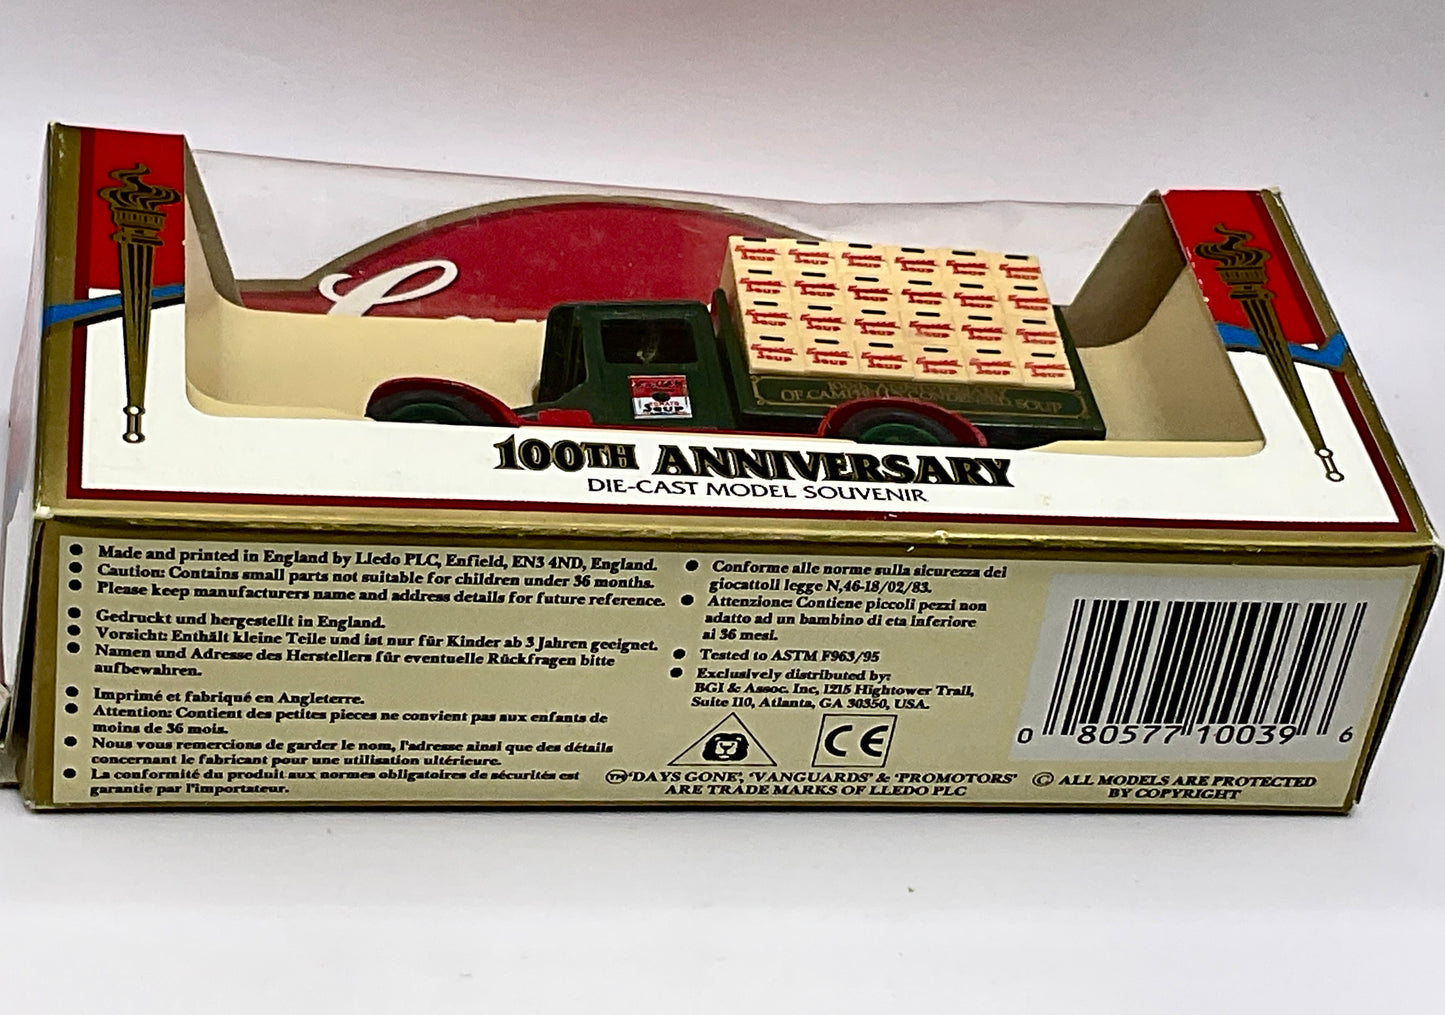 Campbell's
SOUP
TOMATO
SOUP
100TH ANNIVERSARY
OF CAMPBELL'S CONDENSED SOUP
100TH ANNIVERSARY
DIE-CAST MODEL SOUVENIR
• Made and printed in England by Lledo PLC, Enfield, EN3 4ND, England.
• Caution: Contains small parts not suitable for children under 36 months.
• Please keep manufacturers name and address details for future reference.
• Gedruckt und hergestellt in England.
• Vorsicht: Enthält kleine Teile und ist nur für Kinder ab 3 Jahren geeignet.
• Namen und Adresse des Herstellers für eventuelle Rückfragen bitte
aufbewahren.
• Imprimé et fabriqué en Angleterre.
• Attention: Contient des petites pieces ne convient pas aux enfants de
moins de 36 mois.
• Nous vous remercions de garder le nom, l'adresse ainsi que des détails
concernant le fabricant pour une utilisation ultérieure.
• La conformité du produit aux normes obligatoires de sécurités est
garantie par l'importateur.
• Conforme alle norme sulla sicurezza dei
giocattoli legge N,46-18/02/83.
• Attenzione: Contiene piccoli pezzi non
adatto ad un bambino di eta inferiore
ai 36 mesi.
• Tested to ASTM F963/95
• Exclusively distributed by:
BGI & Assoc. Inc, 1215 Hightower Trail,
Suite 110, Atlanta, GA 30350, USA.
CE
TM 'DAYS GONE', 'VANGUARDS' & 'PROMOTORS'
ARE TRADE MARKS OF LLEDO PLC
0 80577 10039 6
© ALL MODELS ARE PROTECTED
BY COPYRIGHT